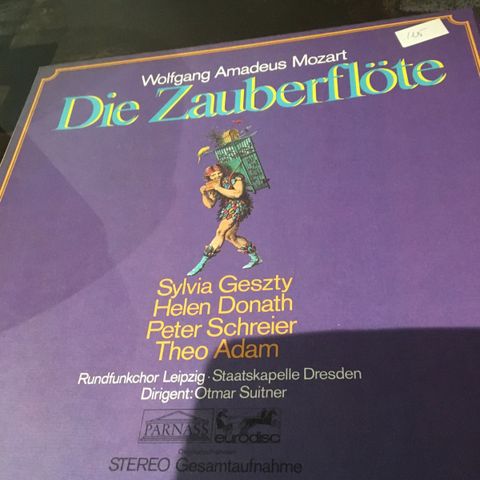 Wolfgang Amadeus Mozart
Die Zauberflöte
Sylvia Geszty
Helen Donath
Peter Schreier
Theo Adam
Rundfunkchor Leipzig · Staatskapelle Dresden
Dirigent: Otmar Suitner
PARNASS eurodisc
STEREO Gesamtaufnahme